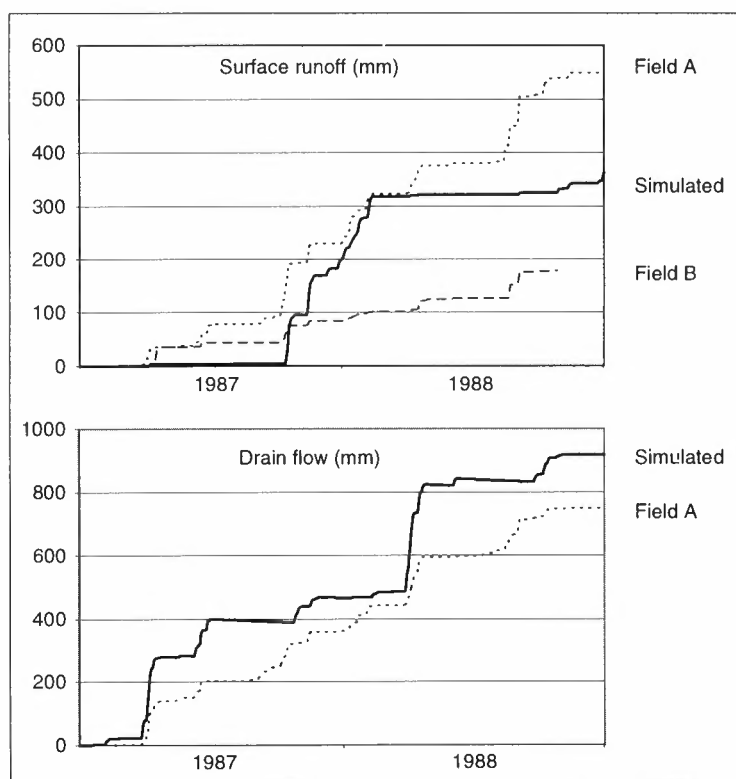 600
Surface runoff (mm)
Field A
500
400
300
Simulated
200
Field B
100
0
1987 1988
1000
Drain flow (mm)
Simulated
800
Field A
600
400
200
0
1987 1988